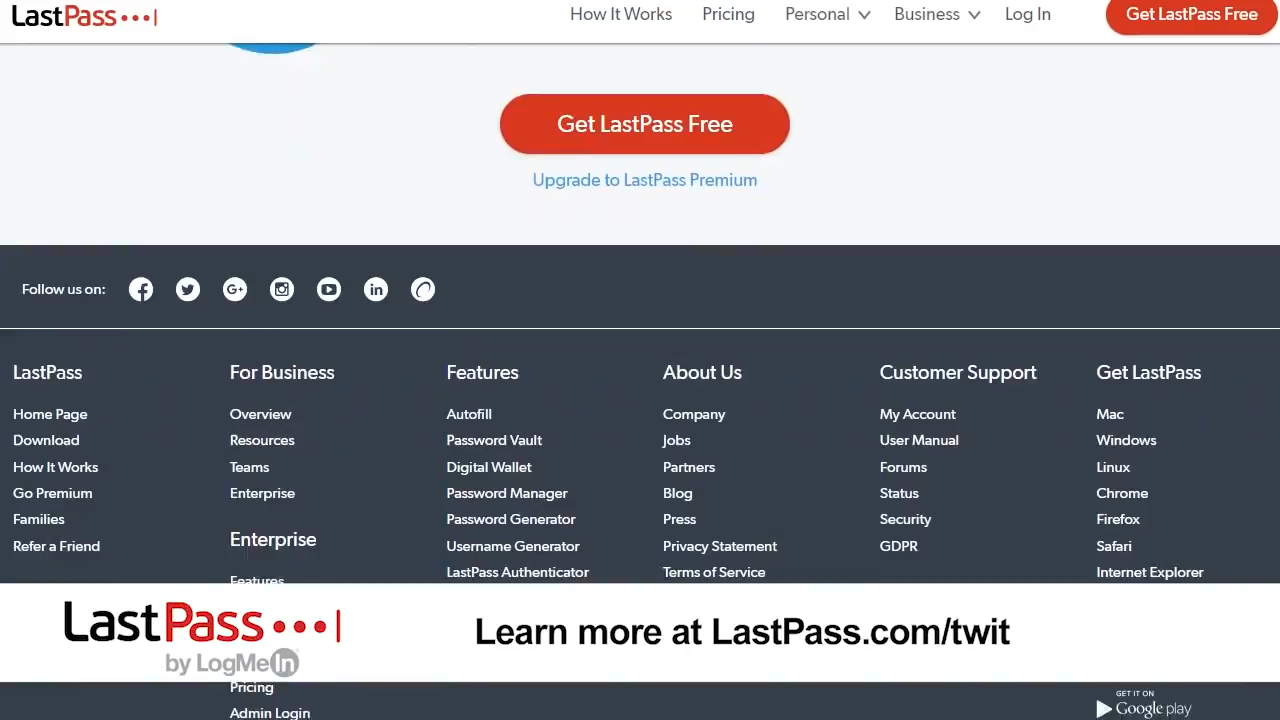 LastPass
How It Works
Pricing
Personal
Business
Log In
Get LastPass Free
Get LastPass Free
Upgrade to LastPass Premium
Follow us on:
LastPass
Home Page
Download
How It Works
Go Premium
Families
Refer a Friend
For Business
Overview
Resources
Teams
Enterprise
Enterprise
Features
Pricing
Admin Login
Features
Autofill
Password Vault
Digital Wallet
Password Manager
Password Generator
Username Generator
LastPass Authenticator
About Us
Company
Jobs
Partners
Blog
Press
Privacy Statement
Terms of Service
Customer Support
My Account
User Manual
Forums
Status
Security
GDPR
Get LastPass
Mac
Windows
Linux
Chrome
Firefox
Safari
Internet Explorer
GET IT ON
Google play
LastPass
by LogMeIn
Learn more at LastPass.com/twit